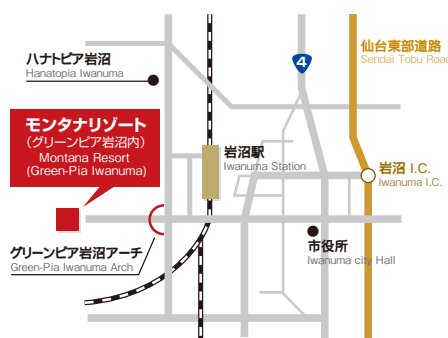 仙台東部道路
Sendai Tobu Road
ハナトピア岩沼
Hanatopia Iwanuma
4
モンタナリゾート
（グリーンピア岩沼内）
Montana Resort
(Green-Pia Iwanuma)
岩沼駅
Iwanuma Station
岩沼 I.C.
Iwanuma I.C.
市役所
Iwanuma city Hall
グリーンピア岩沼アーチ
Green-Pia Iwanuma Arch